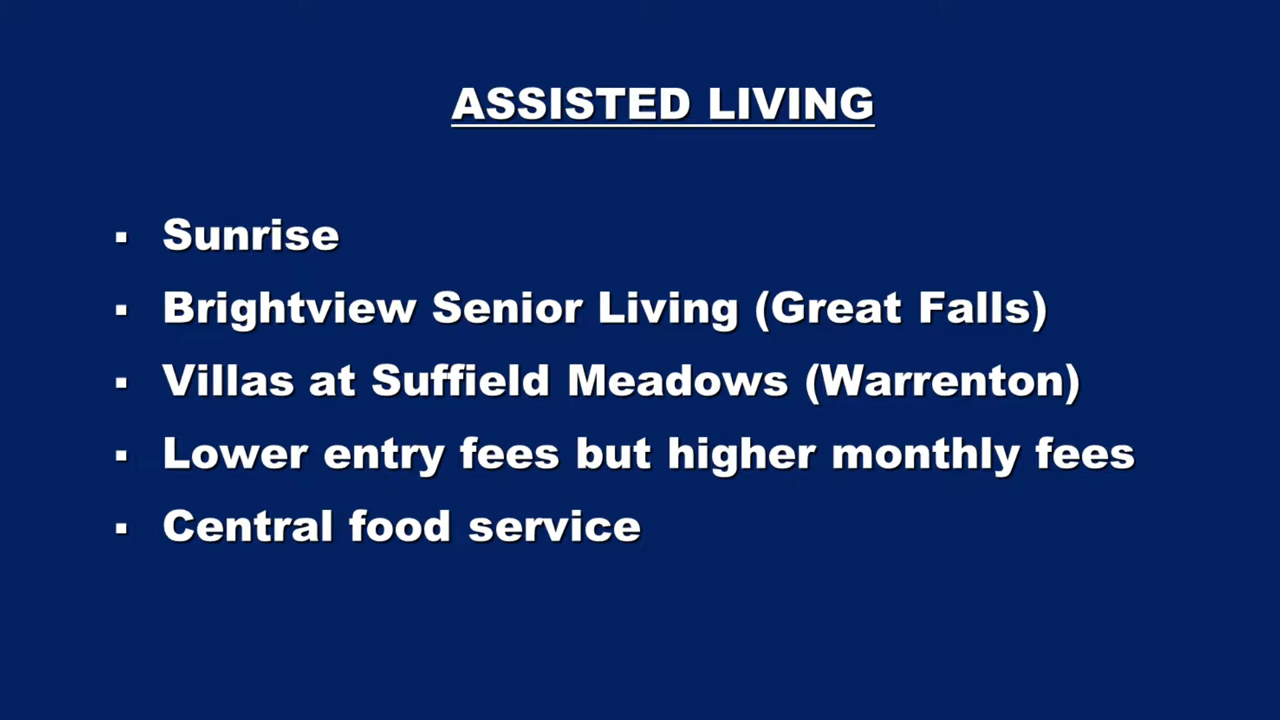 ASSISTED LIVING
▪ Sunrise
▪ Brightview Senior Living (Great Falls)
▪ Villas at Suffield Meadows (Warrenton)
▪ Lower entry fees but higher monthly fees
▪ Central food service